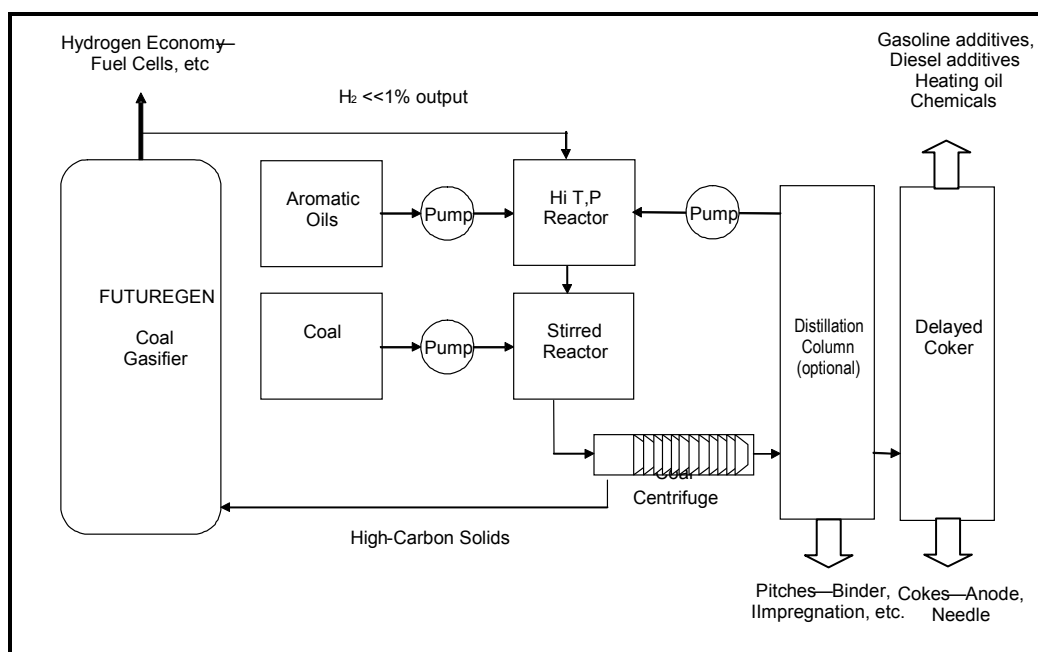 Hydrogen Economy—
Fuel Cells, etc
H₂ <<1% output
Gasoline additives,
Diesel additives
Heating oil
Chemicals
Aromatic
Oils
Pump
Hi T,P
Reactor
Pump
FUTUREGEN
Coal
Gasifier
Coal
Pump
Stirred
Reactor
Distillation
Column
(optional)
Delayed
Coker
Centrifuge
High-Carbon Solids
Pitches—Binder,
IImpregnation, etc.
Cokes—Anode,
Needle